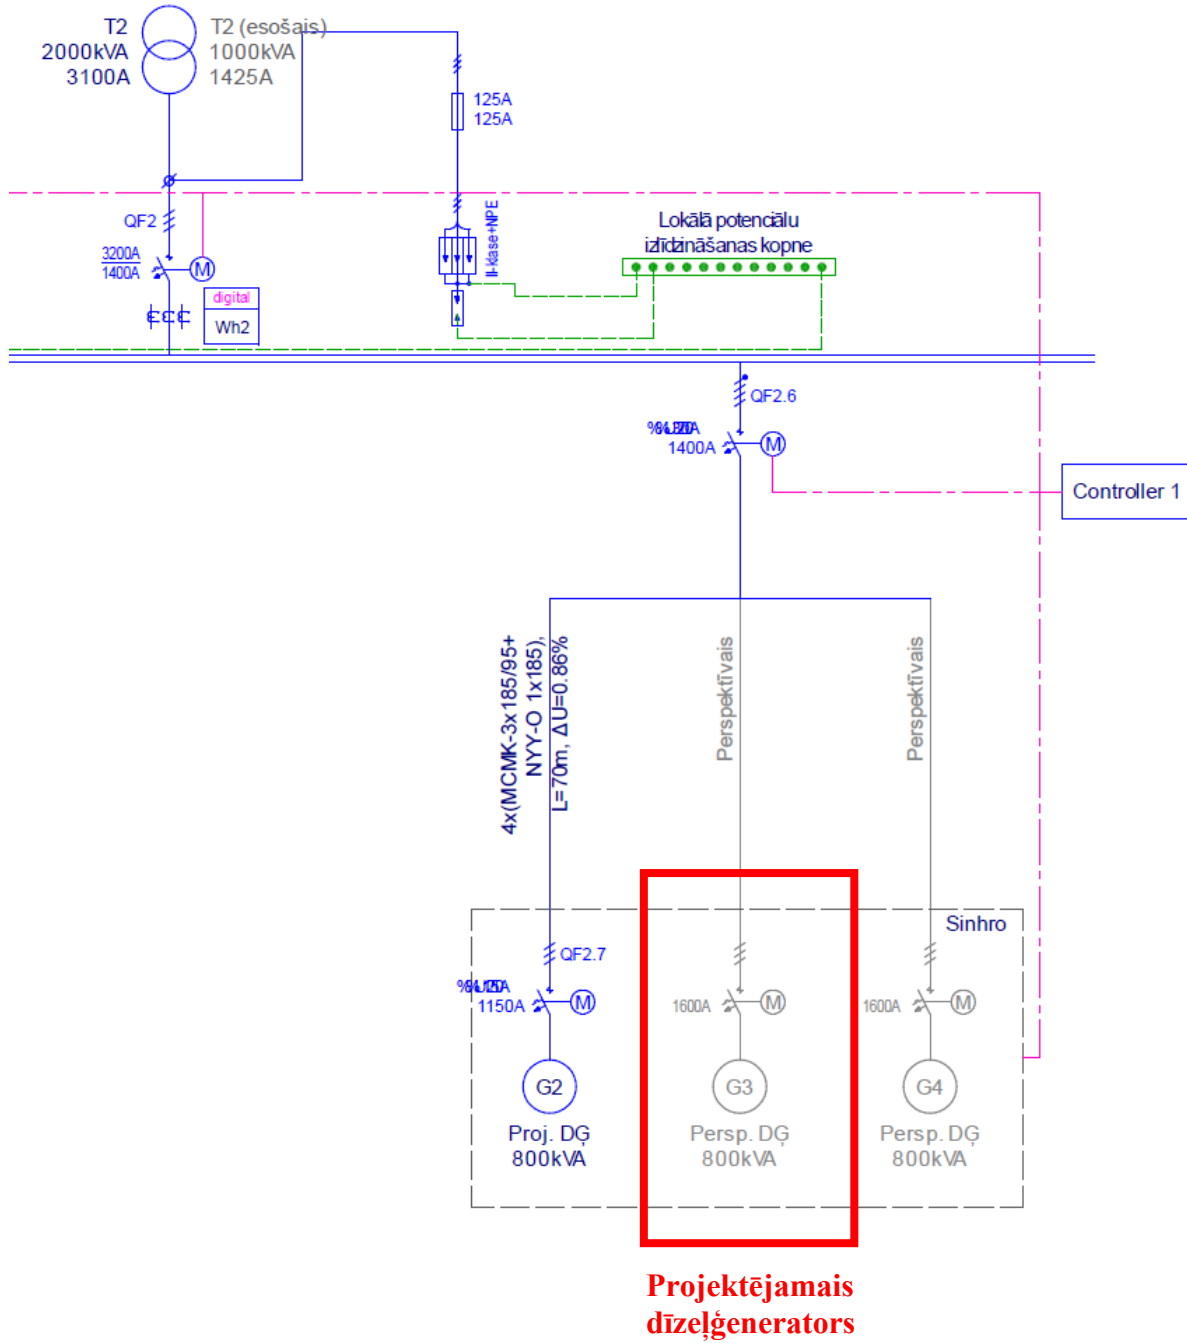 T2
2000kVA
3100A
T2 (esošais)
1000kVA
1425A
125A
125A
QF2
3200A
1400A
M
digital
Wh2
II-klase+NPE
Lokālā potenciālu
izlīdzināšanas kopne
QF2.6
1400A
M
Controller 1
4x(MCMK-3x185/95+
NYY-O 1x185),
L=70m, ΔU=0.86%
Perspektīvais
Perspektīvais
Sinhro
QF2.7
1150A
M
1600A
M
1600A
M
G2
G3
G4
Proj. DĢ
800kVA
Persp. DĢ
800kVA
Persp. DĢ
800kVA
Projektējamais
dīzeļģenerators